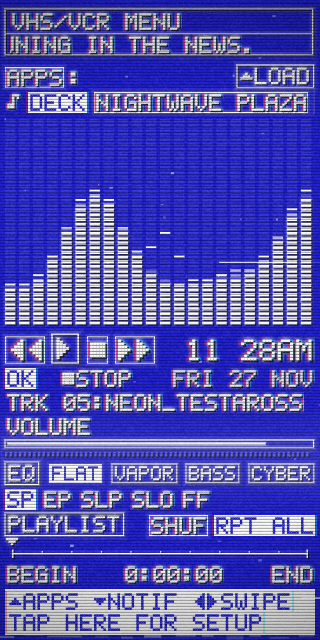 VHS/VCR MENU
INING IN THE NEWS.
APPS: LOAD
DECK NIGHTWAVE PLAZA
11 28AM
OK STOP FRI 27 NOV
TRK 05:NEON_TESTAROSS
VOLUME
EQ FLAT VAPOR BASS CYBER
SP EP SLP SLO FF
PLAYLIST SHUF RPT ALL
BEGIN 0:00:00 END
APPS NOTIF SWIPE
TAP HERE FOR SETUP